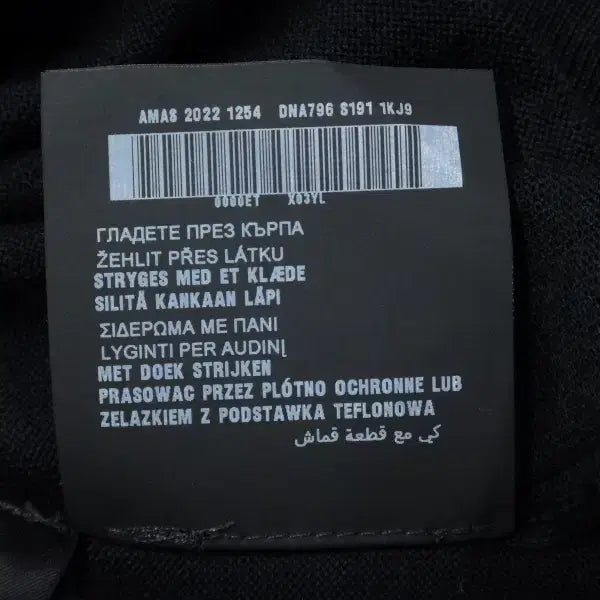 AMAS 2022 1254 DNA796 S191 1KJ9
0000ET X03YL
ГЛАДЕТЕ ПРЕЗ КЪРПА
ŽEHLIT PŘES LÁTKU
STRYGES MED ET KLÆDE
SILITÄ KANKAAN LÄPI
ΣΙΔΕΡΩΜΑ ΜΕ ΠΑΝΙ
LYGINTI PER AUDINĮ
MET DOEK STRIJKEN
PRASOWAC PRZEZ PLÓTNO OCHRONNE LUB
ZELAZKIEM Z PODSTAWKA TEFLONOWA
كي مع قطعة قماش